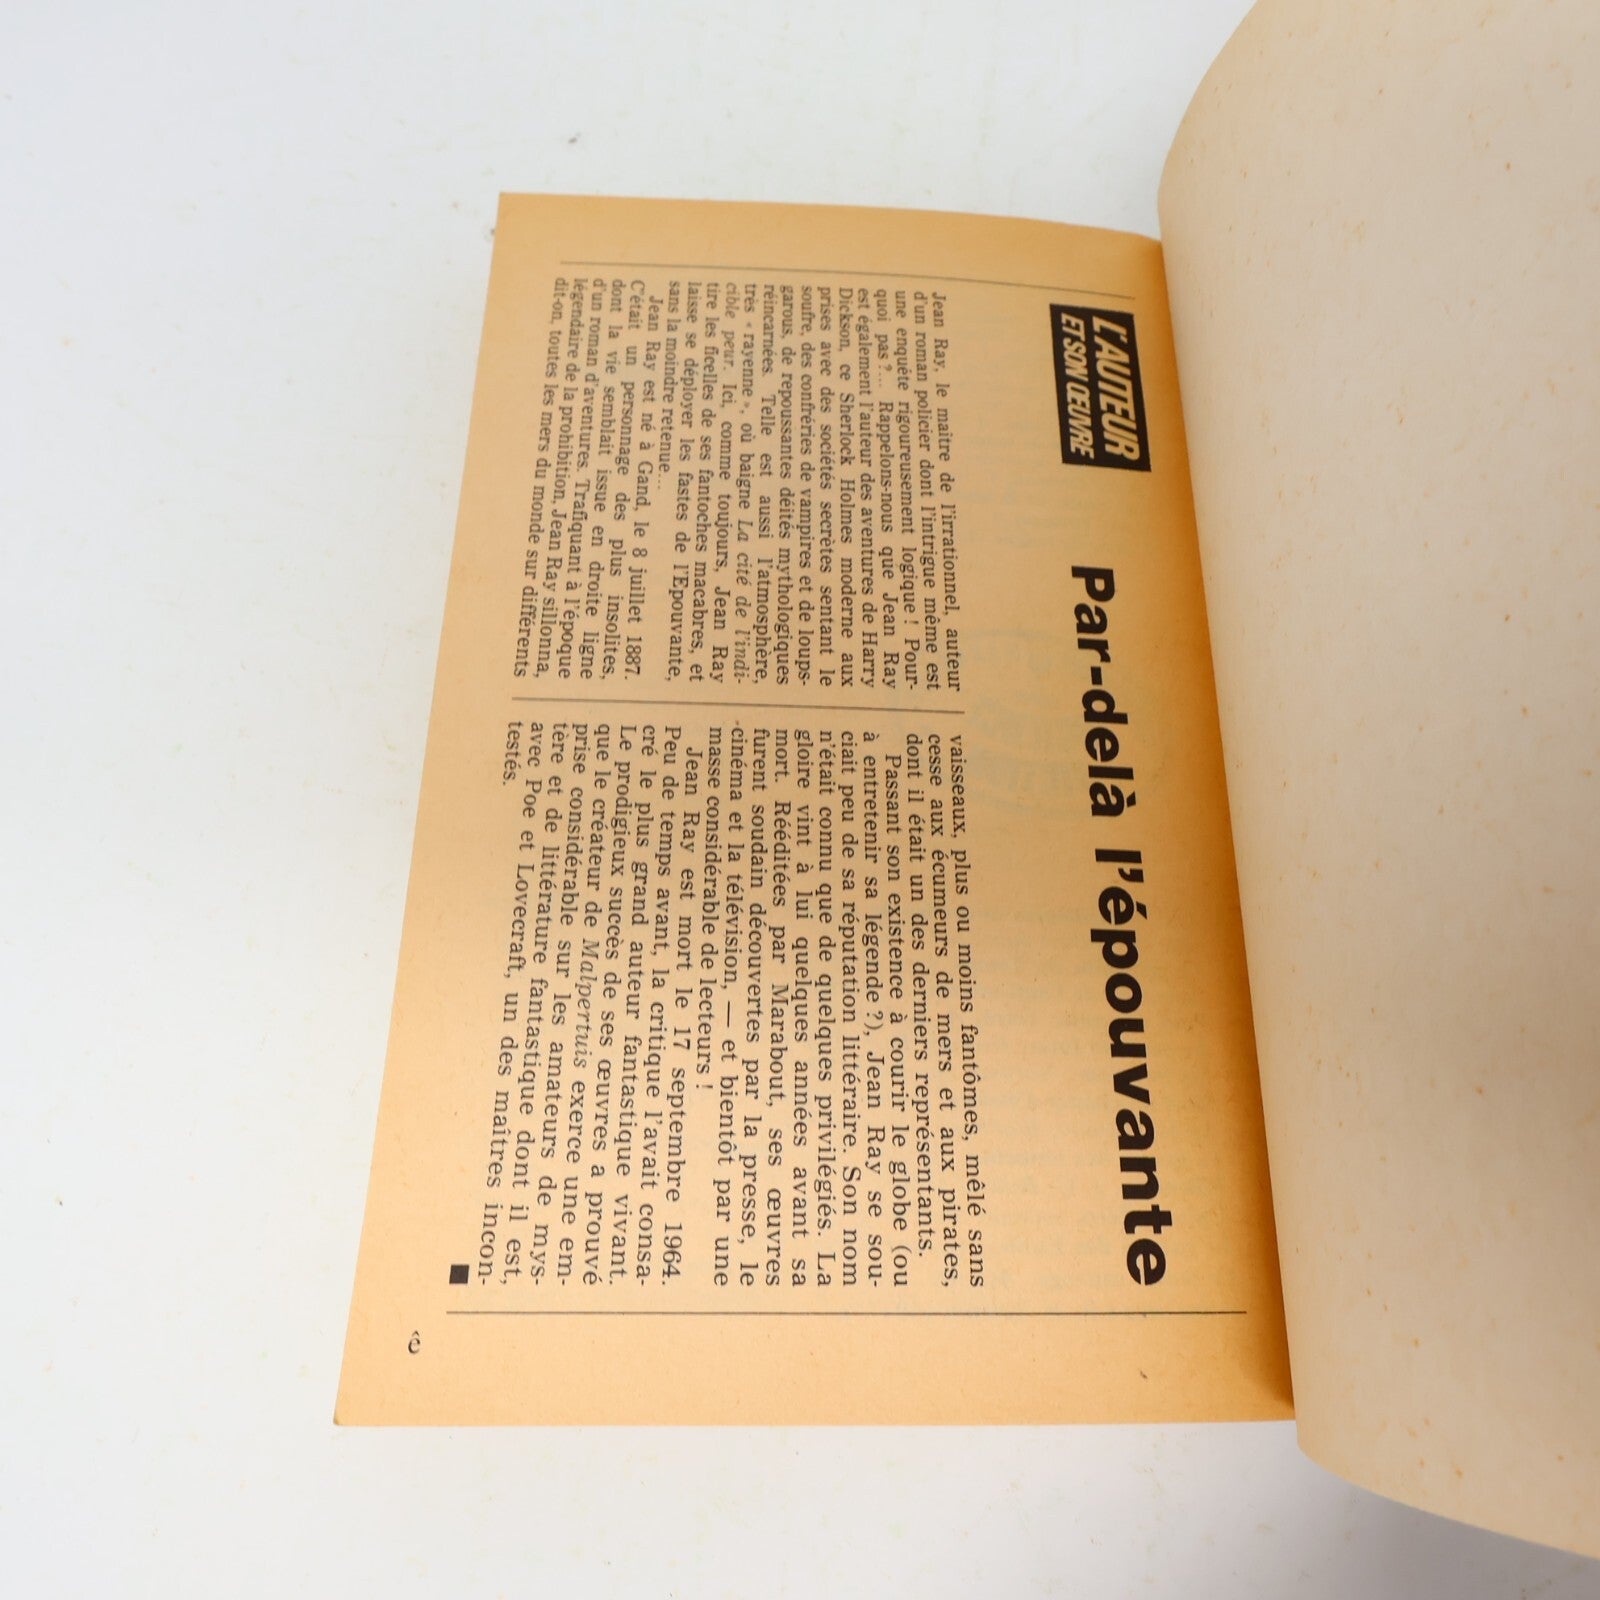 L'AUTEUR
ET SON ŒUVRE
Par-delà l'épouvante
Jean Ray, le maître de l'irrationnel, auteur
d'un roman policier dont l'intrigue même est
une enquête rigoureusement logique ! Pour-
quoi pas ?... Rappelons-nous que Jean Ray
est également l'auteur des aventures de Harry
Dickson, ce Sherlock Holmes moderne aux
prises avec des sociétés secrètes sentant le
soufre, des confréries de vampires et de loups-
garous, de repoussantes déités mythologiques
réincarnées. Telle est aussi l'atmosphère,
très « rayenne », où baigne La cité de l'indi-
cible peur. Ici, comme toujours, Jean Ray
tire les ficelles de ses fantoches macabres, et
laisse se déployer les fastes de l'Epouvante,
sans la moindre retenue...
Jean Ray est né à Gand, le 8 juillet 1887.
C'était un personnage des plus insolites,
dont la vie semblait issue en droite ligne
d'un roman d'aventures. Trafiquant à l'époque
légendaire de la prohibition, Jean Ray sillonna,
dit-on, toutes les mers du monde sur différents
vaisseaux, plus ou moins fantômes, mêlé sans
cesse aux écumeurs de mers et aux pirates,
dont il était un des derniers représentants.
Passant son existence à courir le globe (ou
à entretenir sa légende ?), Jean Ray se sou-
ciait peu de sa réputation littéraire. Son nom
n'était connu que de quelques privilégiés. La
gloire vint à lui quelques années avant sa
mort. Rééditées par Marabout, ses œuvres
furent soudain découvertes par la presse, le
cinéma et la télévision, — et bientôt par une
masse considérable de lecteurs !
Jean Ray est mort le 17 septembre 1964.
Peu de temps avant, la critique l'avait consa-
cré le plus grand auteur fantastique vivant.
Le prodigieux succès de ses œuvres a prouvé
que le créateur de Malpertuis exerce une em-
prise considérable sur les amateurs de mys-
tère et de littérature fantastique dont il est,
avec Poe et Lovecraft, un des maîtres incon-
testés.